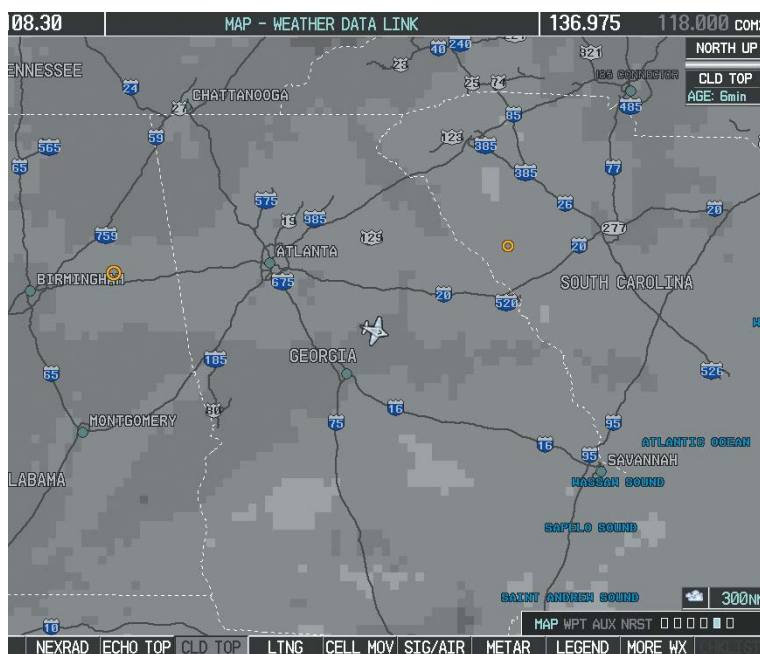 08.30 MAP - WEATHER DATA LINK 136.975 118.000 COM
NORTH UP
CLD TOP
AGE: 6min
ENNESSEE
CHATTANOOGA
40 240
321
23
25 74
I85 CONNECTOR
24
27
85
485
59
123
565
385
65
385
77
575
26
20
19 985
759
129
277
20
ATLANTA
BIRMINGHAM
675
SOUTH CAROLINA
20
520
GEORGIA
185
65
526
80
16
MONTGOMERY
75
95
16
ATLANTIC OCEAN
95
SAVANNAH
LABAMA
WASSAW SOUND
SAPELO SOUND
SAINT ANDREW SOUND
300NM
10
MAP WPT AUX NRST
NEXRAD ECHO TOP CLD TOP LTNG CELL MOV SIG/AIR METAR LEGEND MORE WX